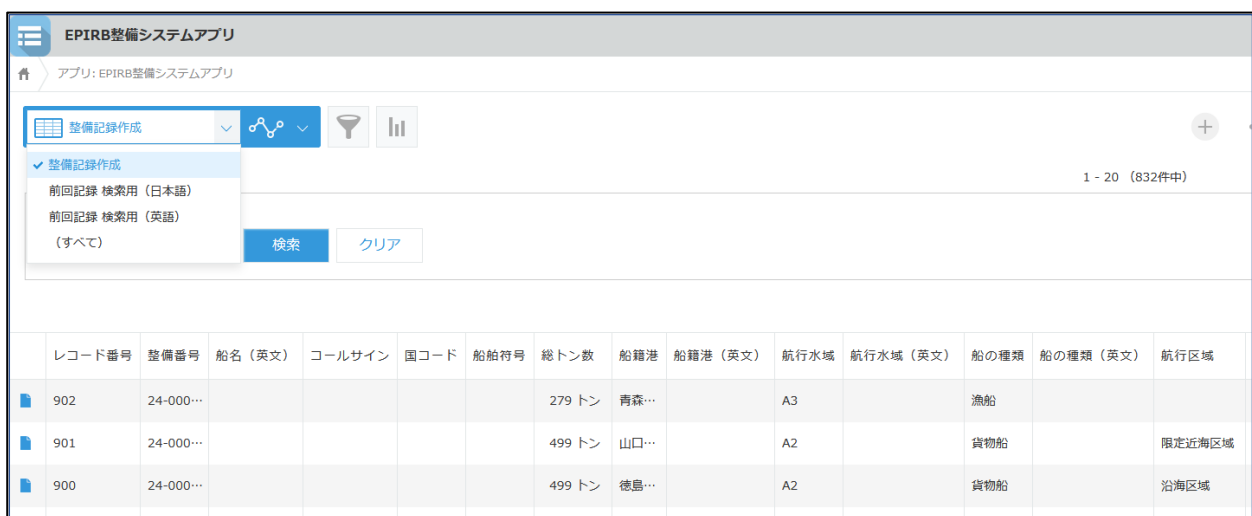 EPIRB整備システムアプリ
アプリ: EPIRB整備システムアプリ
整備記録作成
整備記録作成
前回記録 検索用（日本語）
前回記録 検索用（英語）
（すべて）
1 - 20 （832件中）
検索 クリア
レコード番号 整備番号 船名（英文） コールサイン 国コード 船舶符号 総トン数 船籍港 船籍港（英文） 航行水域 航行水域（英文） 船の種類 船の種類（英文） 航行区域
902 24-000… 279 トン 青森… A3 漁船
901 24-000… 499 トン 山口… A2 貨物船 限定近海区域
900 24-000… 499 トン 徳島… A2 貨物船 沿海区域